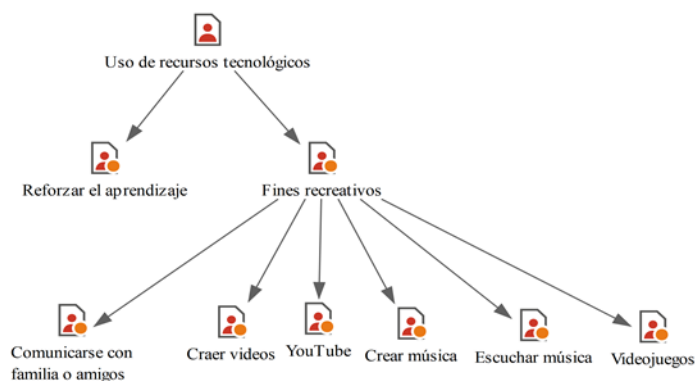 Uso de recursos tecnológicos
Reforzar el aprendizaje
Fines recreativos
Comunicarse con
familia o amigos
Craer videos
YouTube
Crear música
Escuchar música
Videojuegos